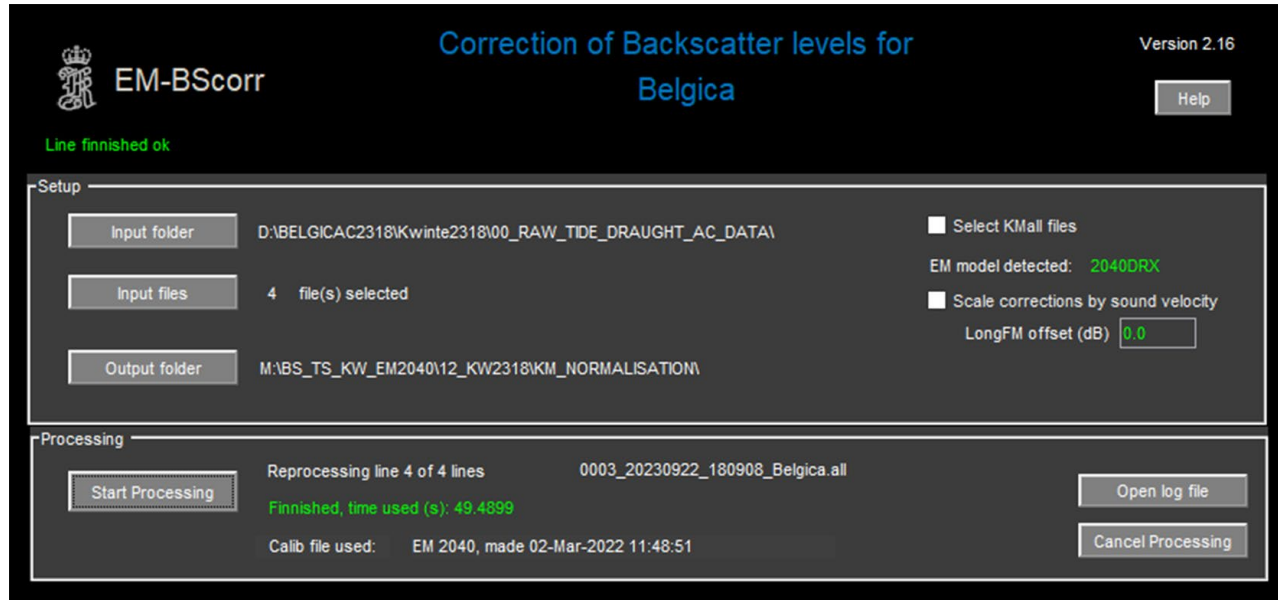 Correction of Backscatter levels for
Belgica
Version 2.16
EM-BScorr
Help
Line finnished ok
Setup
Input folder D:\BELGICAC2318\Kwinte2318\00_RAW_TIDE_DRAUGHT_AC_DATA\
Select KMall files
EM model detected: 2040DRX
Input files 4 file(s) selected
Scale corrections by sound velocity
LongFM offset (dB) 0.0
Output folder M:\BS_TS_KW_EM2040\12_KW2318\KM_NORMALISATION\
Processing
Reprocessing line 4 of 4 lines 0003_20230922_180908_Belgica.all
Start Processing
Open log file
Finnished, time used (s): 49.4899
Calib file used: EM 2040, made 02-Mar-2022 11:48:51
Cancel Processing